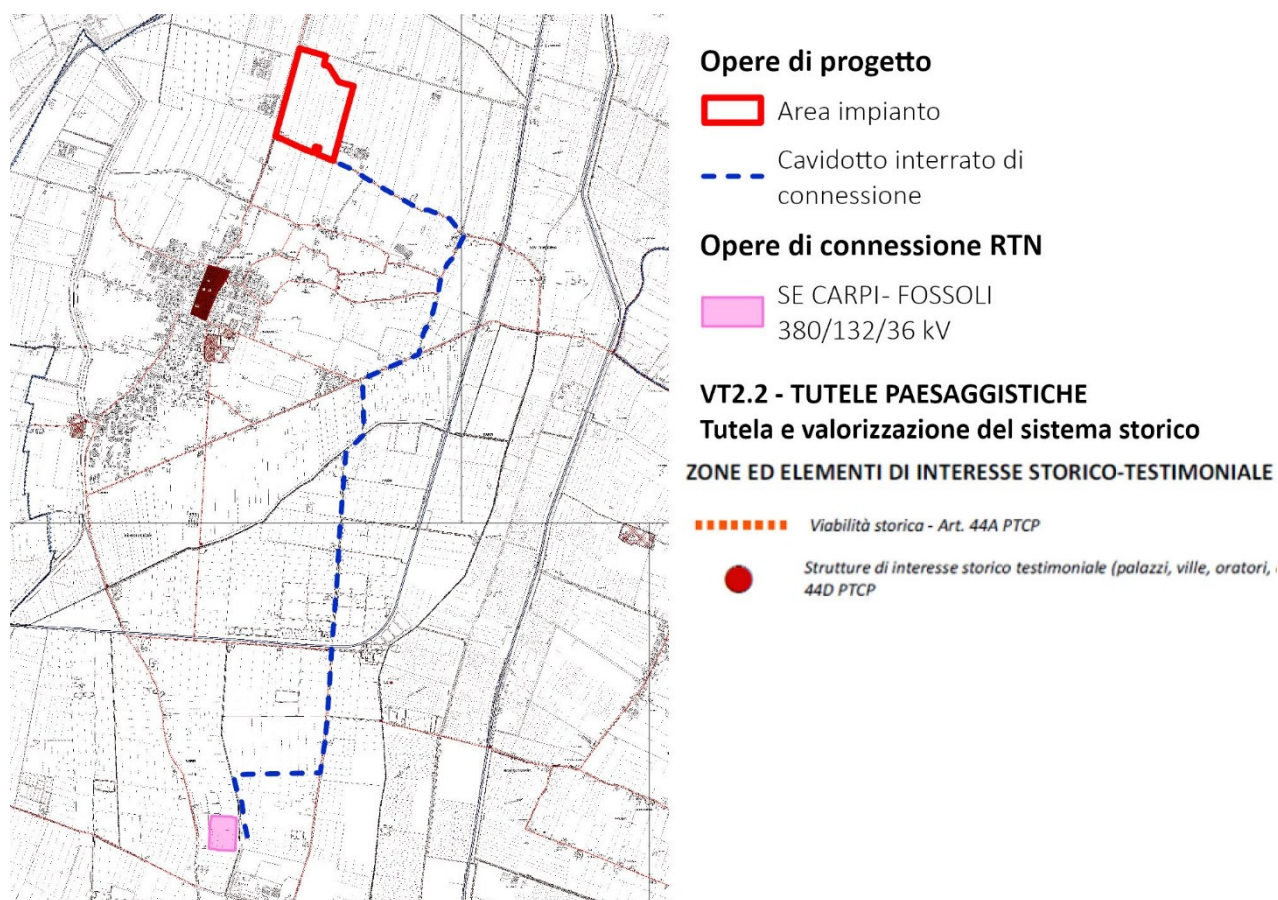 Opere di progetto
Area impianto
Cavidotto interrato di
connessione
Opere di connessione RTN
SE CARPI- FOSSOLI
380/132/36 kV
VT2.2 - TUTELE PAESAGGISTICHE
Tutela e valorizzazione del sistema storico
ZONE ED ELEMENTI DI INTERESSE STORICO-TESTIMONIALE
Viabilità storica - Art. 44A PTCP
Strutture di interesse storico testimoniale (palazzi, ville, oratori,
44D PTCP